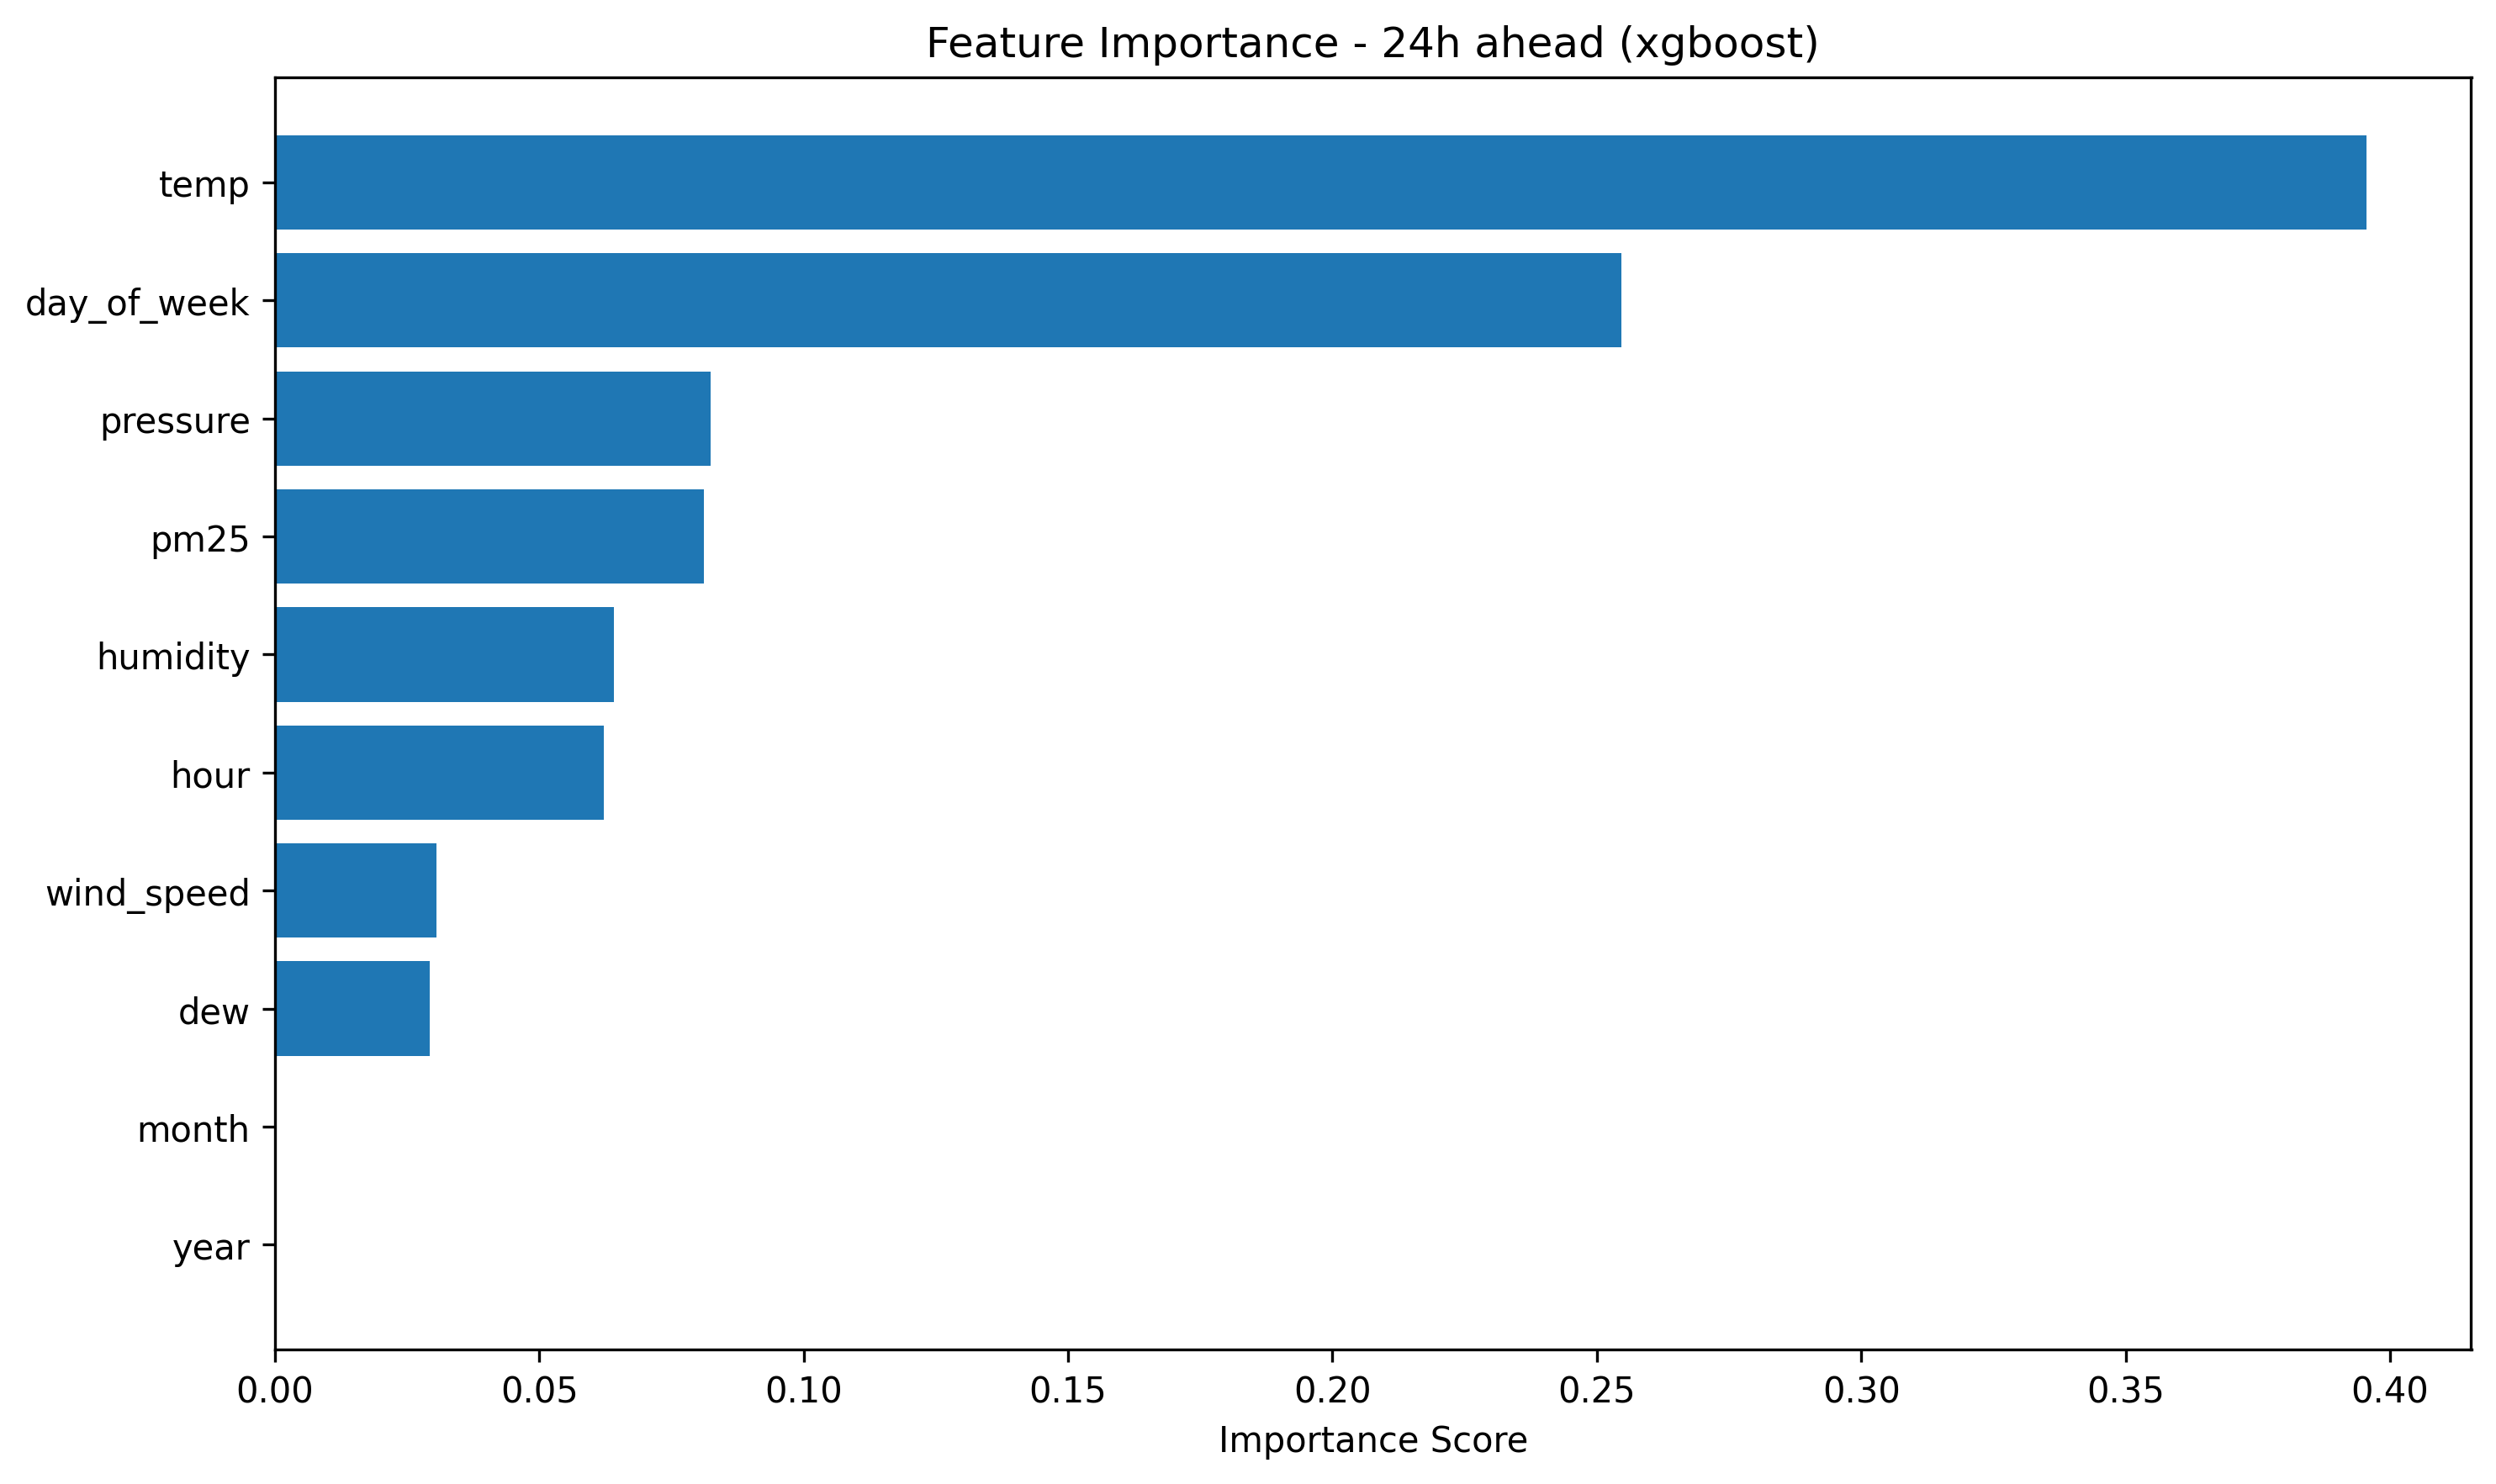 Feature Importance - 24h ahead (xgboost)
temp
day_of_week
pressure
pm25
humidity
hour
wind_speed
dew
month
year
0.00 0.05 0.10 0.15 0.20 0.25 0.30 0.35 0.40
Importance Score